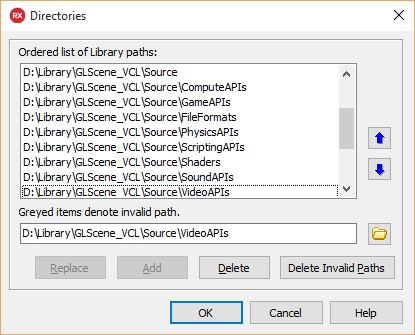 RX Directories
Ordered list of Library paths:
D:\Library\GLScene_VCL\Source
D:\Library\GLScene_VCL\Source\ComputeAPIs
D:\Library\GLScene_VCL\Source\GameAPIs
D:\Library\GLScene_VCL\Source\FileFormats
D:\Library\GLScene_VCL\Source\PhysicsAPIs
D:\Library\GLScene_VCL\Source\ScriptingAPIs
D:\Library\GLScene_VCL\Source\Shaders
D:\Library\GLScene_VCL\Source\SoundAPIs
D:\Library\GLScene_VCL\Source\VideoAPIs
Greyed items denote invalid path.
D:\Library\GLScene_VCL\Source\VideoAPIs
Replace Add Delete Delete Invalid Paths
OK Cancel Help